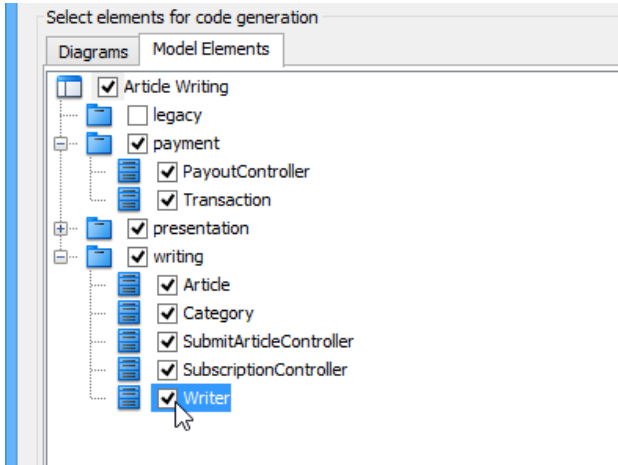 Select elements for code generation
Diagrams Model Elements
Article Writing
legacy
payment
PayoutController
Transaction
presentation
writing
Article
Category
SubmitArticleController
SubscriptionController
Writer